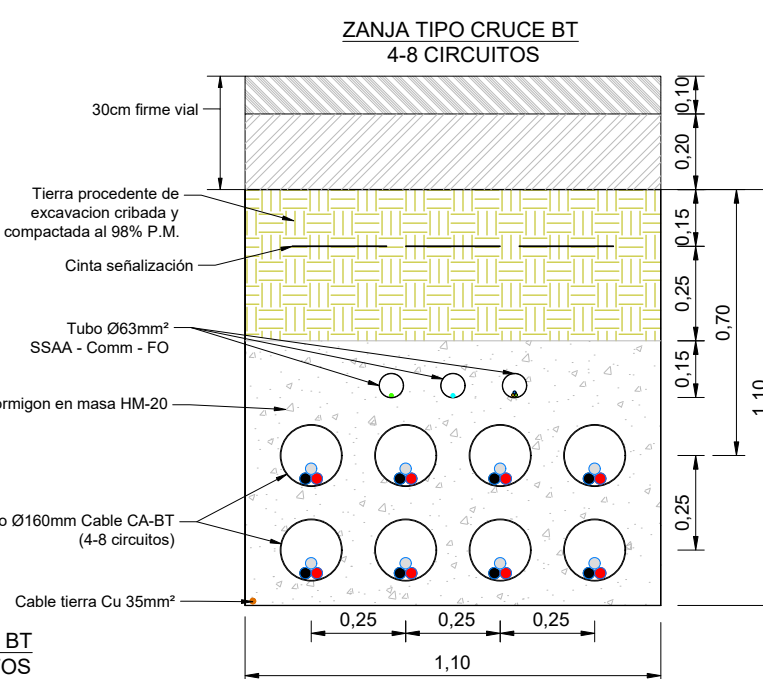 ZANJA TIPO CRUCE BT
4-8 CIRCUITOS
30cm firme vial
0,10
0,20
Tierra procedente de
excavacion cribada y
compactada al 98% P.M.
0,15
Cinta señalización
0,25
0,70
Tubo Ø63mm²
SSAA - Comm - FO
0,15
ormigon en masa HM-20
1,10
o Ø160mm Cable CA-BT
(4-8 circuitos)
0,25
Cable tierra Cu 35mm²
0,25
0,25
0,25
1,10
BT
OS